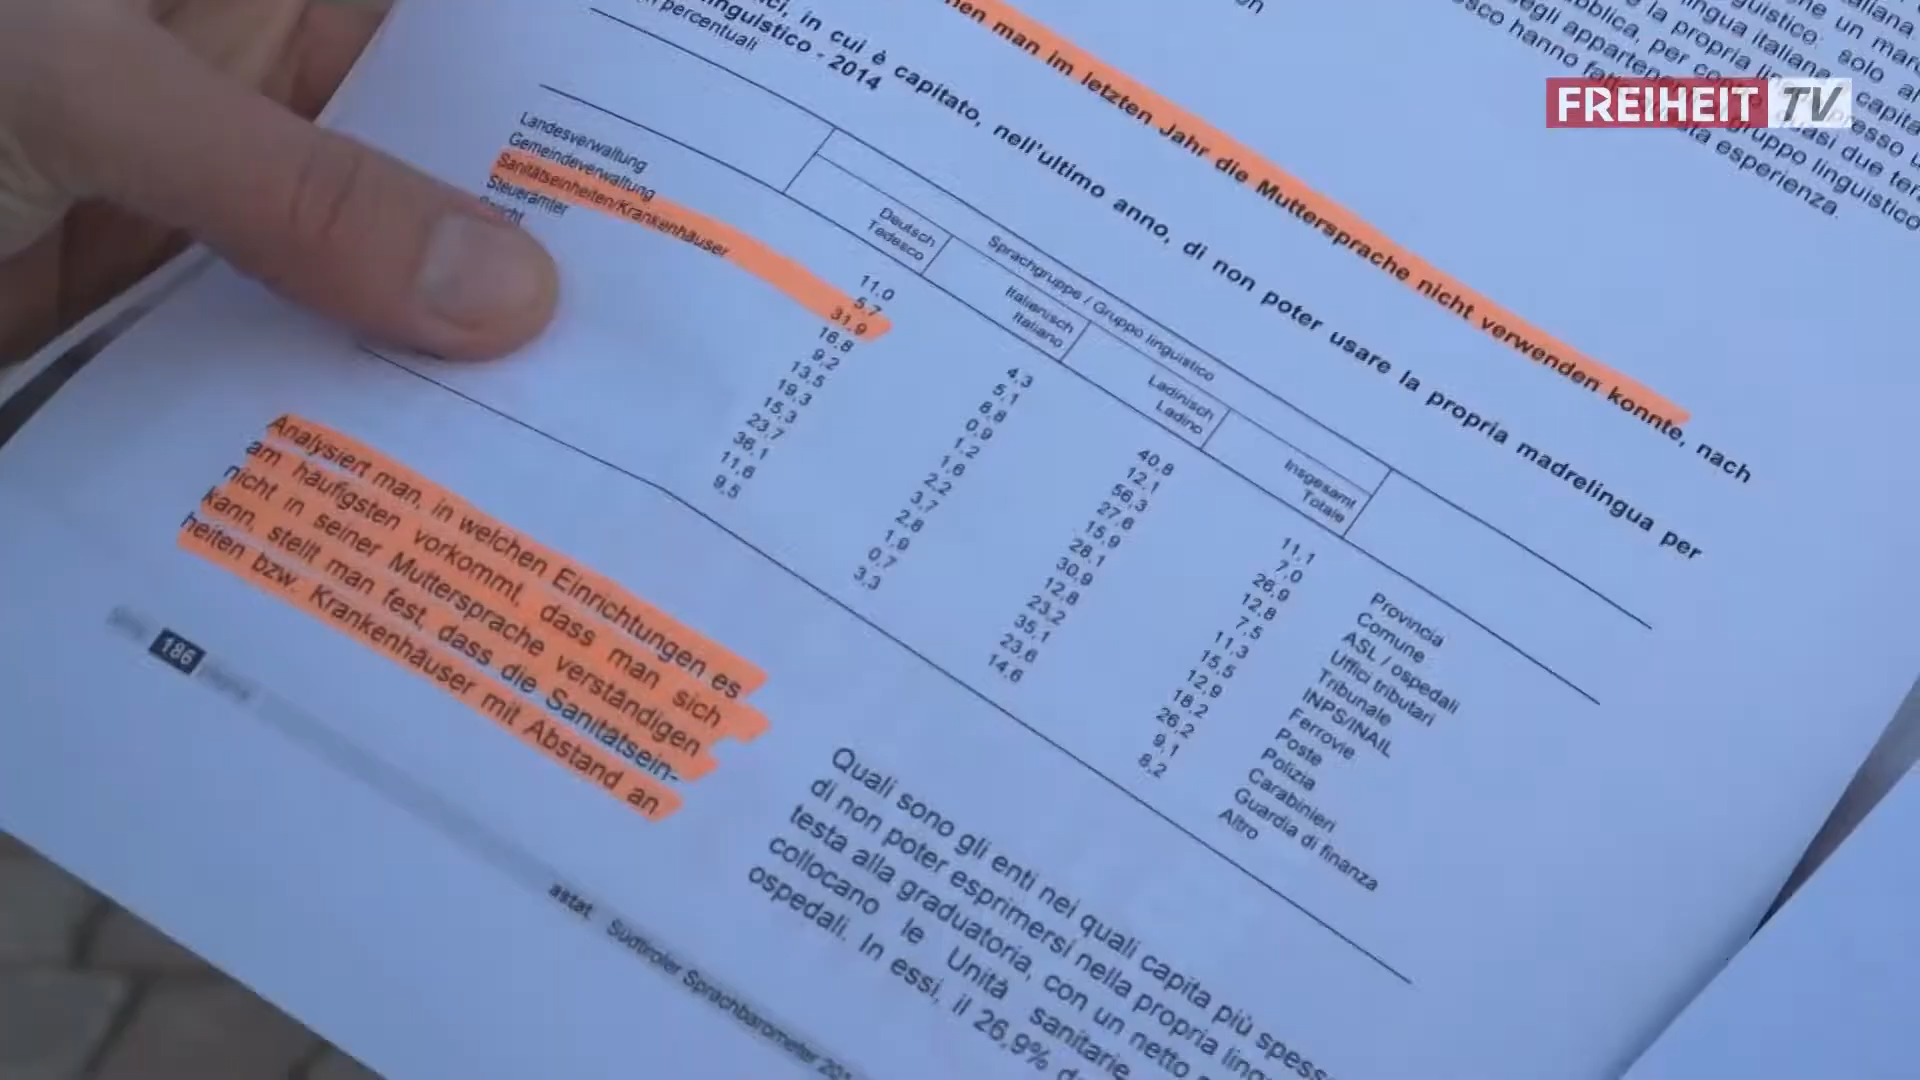 FREIHEIT TV
man im letzten Jahr die Muttersprache nicht verwenden konnte, nach
in cui è capitato, nell'ultimo anno, di non poter usare la propria madrelingua per
linguistico - 2014
percentuali
Sprachgruppe / Gruppo linguistico
Deutsch Italienisch Ladinisch Insgesamt
Tedesco Italiano Ladino Totale
Landesverwaltung 11,0 4,3 40,8 11,1 Provincia
Gemeindeverwaltung 5,7 5,1 12,1 7,0 Comune
Sanitätseinheiten/Krankenhäuser 31,9 8,8 56,3 26,9 ASL / ospedali
Steuerämter 16,8 0,9 27,6 12,8 Uffici tributari
9,2 1,2 15,9 7,5 Tribunale
13,5 1,6 28,1 11,3 INPS/INAIL
19,3 2,2 30,9 15,5 Ferrovie
15,3 3,7 12,8 12,9 Poste
23,7 2,8 23,2 18,2 Polizia
36,1 1,9 35,1 26,2 Carabinieri
11,6 0,7 23,6 9,1 Guardia di finanza
9,5 3,3 14,6 8,2 Altro
Analysiert man, in welchen Einrichtungen es
am häufigsten vorkommt, dass man sich
nicht in seiner Muttersprache verständigen
kann, stellt man fest, dass die Sanitätsein-
heiten bzw. Krankenhäuser mit Abstand an
Quali sono gli enti nei quali capita più
di non poter esprimersi nella propria
testa alla graduatoria, con un netto
collocano le Unità sanitarie
ospedali. In essi, il 26,9%
186
astat Südtiroler Sprachbarometer